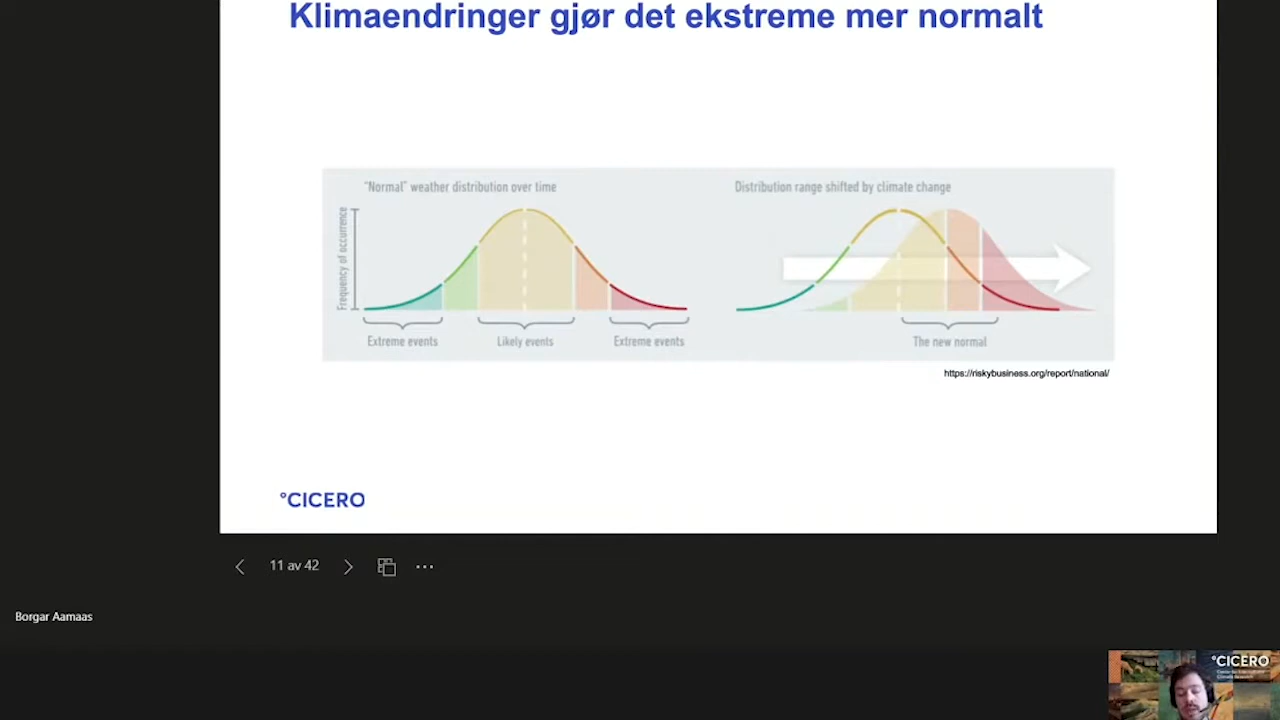 Klimaendringer gjør det ekstreme mer normalt
"Normal" weather distribution over time
Frequency of occurrence
Extreme events
Likely events
Extreme events
Distribution range shifted by climate change
The new normal
https://riskybusiness.org/report/national/
°CICERO
11 av 42
Borgar Aamaas
°CICERO